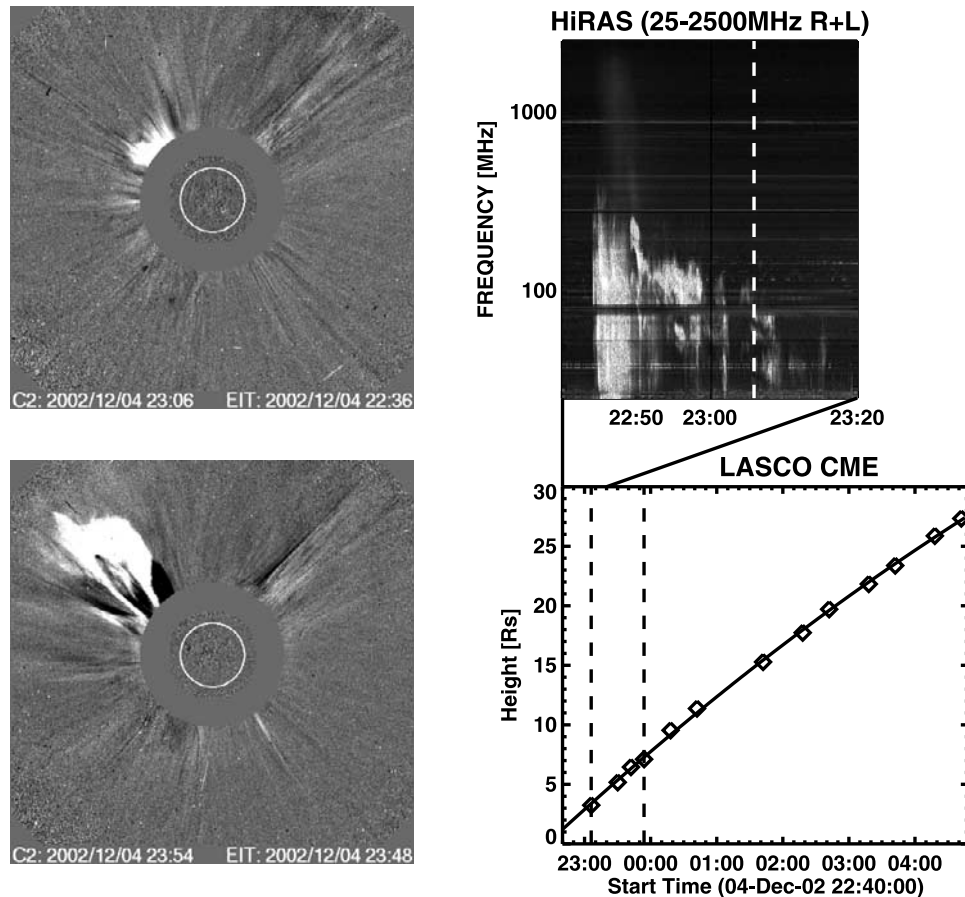 C2: 2002/12/04 23:06 EIT: 2002/12/04 22:36
C2: 2002/12/04 23:54 EIT: 2002/12/04 23:48
HiRAS (25-2500MHz R+L)
FREQUENCY [MHz]
1000
100
22:50 23:00 23:20
LASCO CME
Height [Rs]
30
25
20
15
10
5
0
23:00 00:00 01:00 02:00 03:00 04:00
Start Time (04-Dec-02 22:40:00)